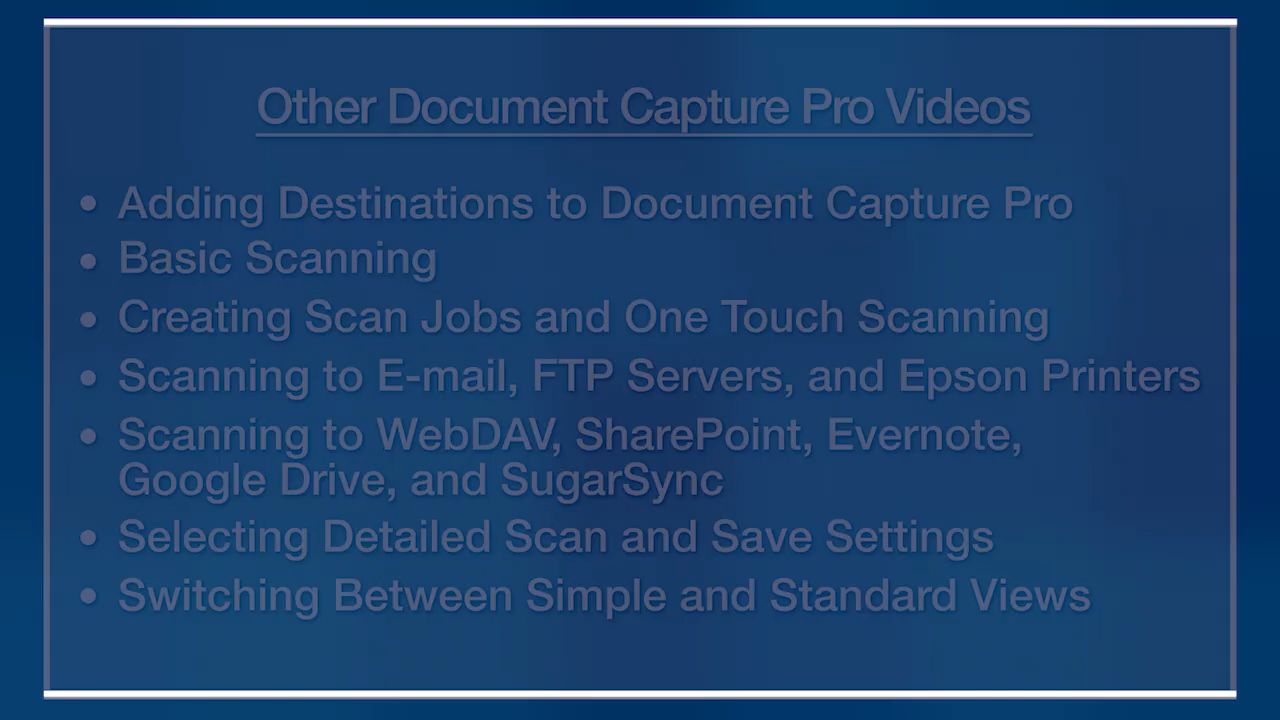 Other Document Capture Pro Videos
• Adding Destinations to Document Capture Pro
• Basic Scanning
• Creating Scan Jobs and One Touch Scanning
• Scanning to E-mail, FTP Servers, and Epson Printers
• Scanning to WebDAV, SharePoint, Evernote,
Google Drive, and SugarSync
• Selecting Detailed Scan and Save Settings
• Switching Between Simple and Standard Views